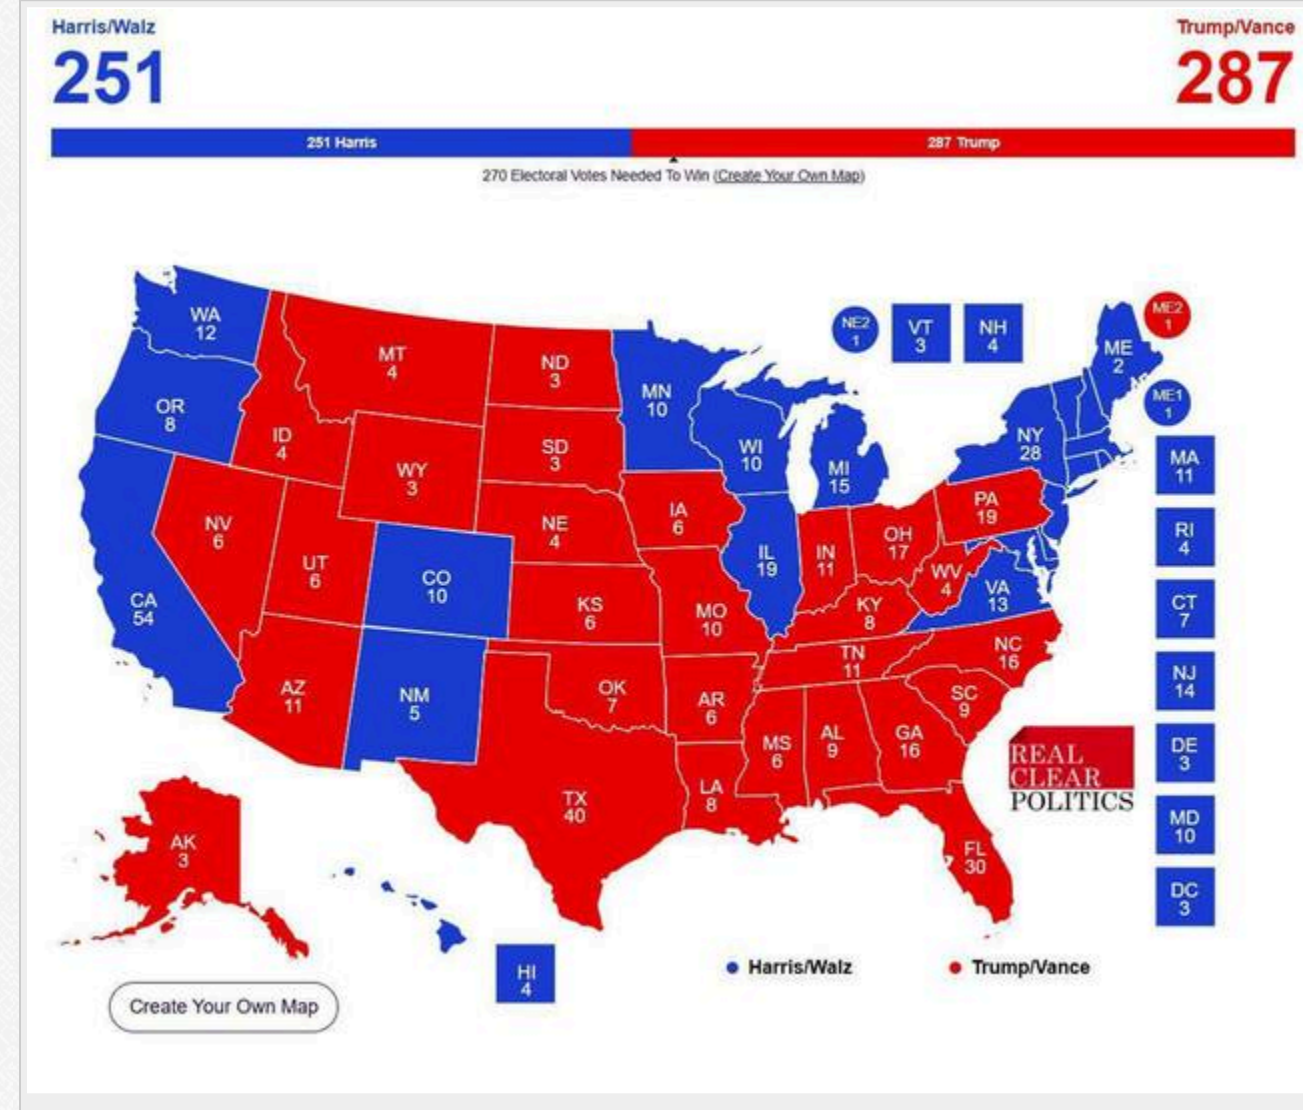 Harris/Walz
251
Trump/Vance
287
251 Harris
287 Trump
270 Electoral Votes Needed To Win (Create Your Own Map)
WA
12
OR
8
CA
54
NV
6
ID
4
MT
4
WY
3
UT
6
AZ
11
CO
10
NM
5
ND
3
SD
3
NE
4
KS
6
OK
7
TX
40
MN
10
IA
6
MO
10
AR
6
LA
8
WI
10
IL
19
MI
15
IN
11
OH
17
KY
8
TN
11
MS
6
AL
9
GA
16
FL
30
SC
9
NC
16
VA
13
WV
4
PA
19
NY
28
ME
2
NE2
1
VT
3
NH
4
ME2
1
ME1
1
MA
11
RI
4
CT
7
NJ
14
DE
3
MD
10
DC
3
REAL
CLEAR
POLITICS
AK
3
HI
4
Harris/Walz
Trump/Vance
Create Your Own Map